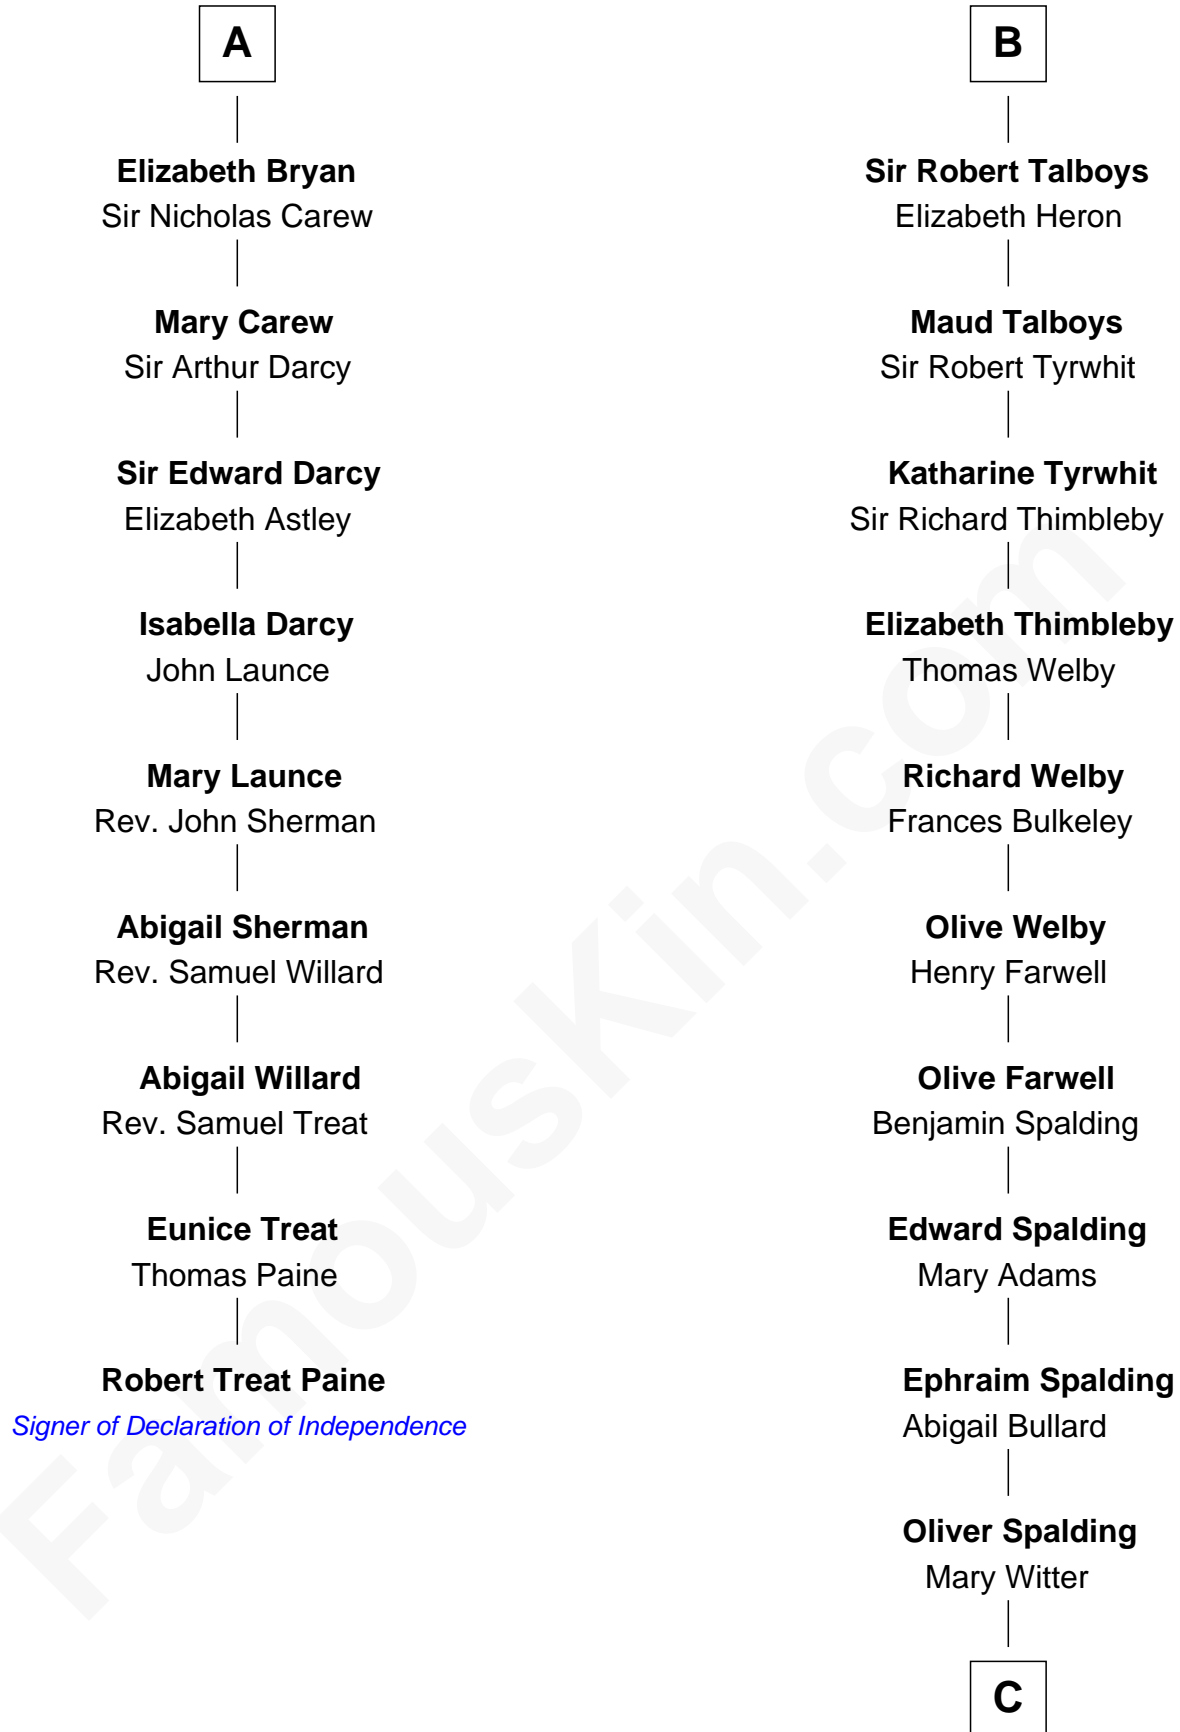 A
Elizabeth Bryan
Sir Nicholas Carew
Mary Carew
Sir Arthur Darcy
Sir Edward Darcy
Elizabeth Astley
Isabella Darcy
John Launce
Mary Launce
Rev. John Sherman
Abigail Sherman
Rev. Samuel Willard
Abigail Willard
Rev. Samuel Treat
Eunice Treat
Thomas Paine
Robert Treat Paine
Signer of Declaration of Independence
B
Sir Robert Talboys
Elizabeth Heron
Maud Talboys
Sir Robert Tyrwhit
Katharine Tyrwhit
Sir Richard Thimbleby
Elizabeth Thimbleby
Thomas Welby
Richard Welby
Frances Bulkeley
Olive Welby
Henry Farwell
Olive Farwell
Benjamin Spalding
Edward Spalding
Mary Adams
Ephraim Spalding
Abigail Bullard
Oliver Spalding
Mary Witter
C
FamousKin.com